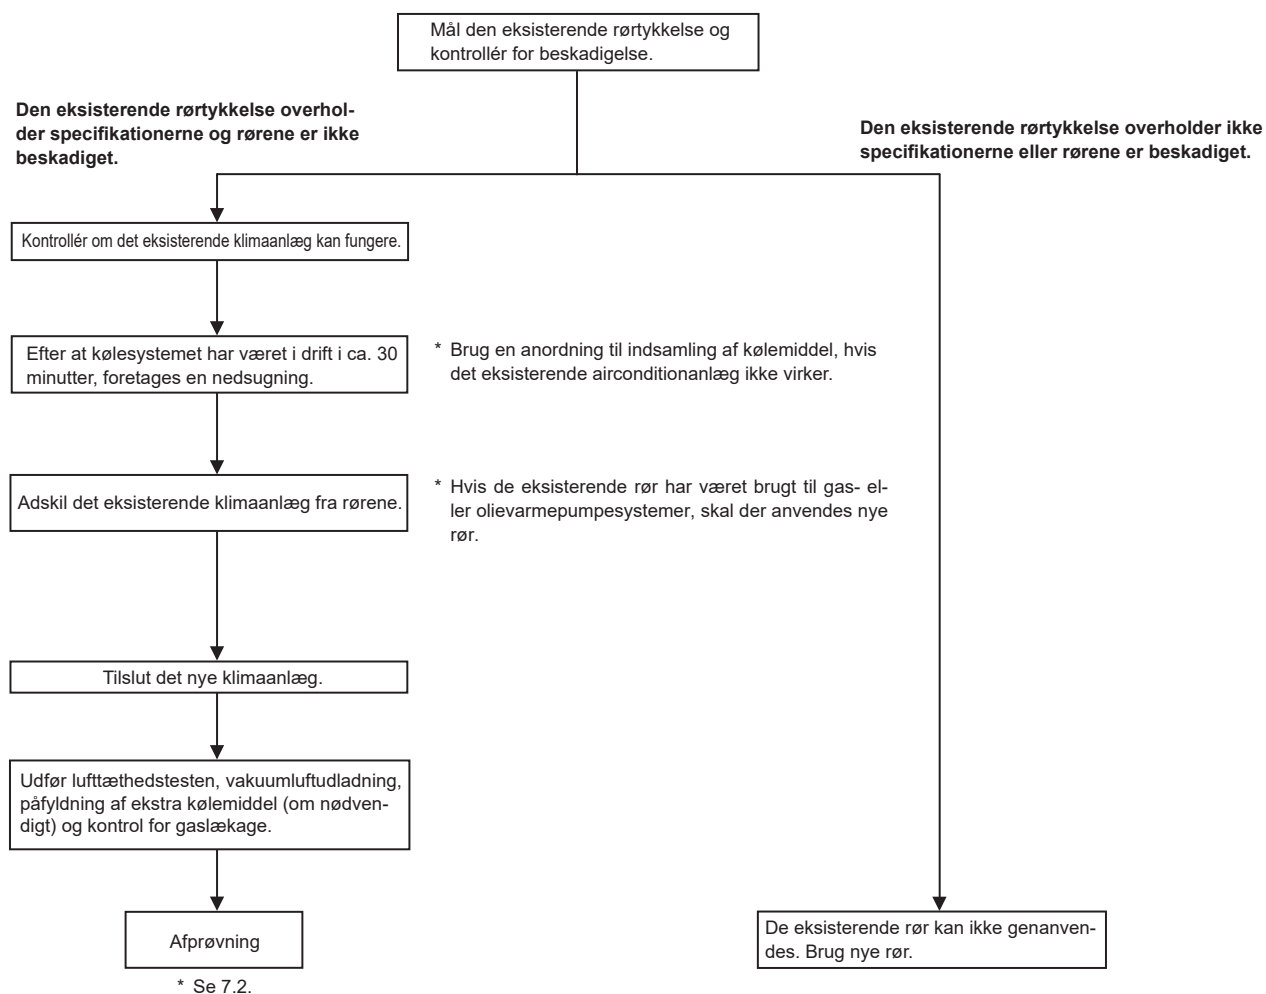 Mål den eksisterende rørtykkelse og
kontrollér for beskadigelse.
Den eksisterende rørtykkelse overhol-
der specifikationerne og rørene er ikke
beskadiget.
Den eksisterende rørtykkelse overholder ikke
specifikationerne eller rørene er beskadiget.
Kontrollér om det eksisterende klimaanlæg kan fungere.
Efter at kølesystemet har været i drift i ca. 30
minutter, foretages en nedsugning.
* Brug en anordning til indsamling af kølemiddel, hvis
det eksisterende airconditionanlæg ikke virker.
Adskil det eksisterende klimaanlæg fra rørene.
* Hvis de eksisterende rør har været brugt til gas- el-
ler olievarmepumpesystemer, skal der anvendes nye
rør.
Tilslut det nye klimaanlæg.
Udfør lufttæthedstesten, vakuumluftudladning,
påfyldning af ekstra kølemiddel (om nødven-
digt) og kontrol for gaslækage.
Afprøvning
* Se 7.2.
De eksisterende rør kan ikke genanven-
des. Brug nye rør.